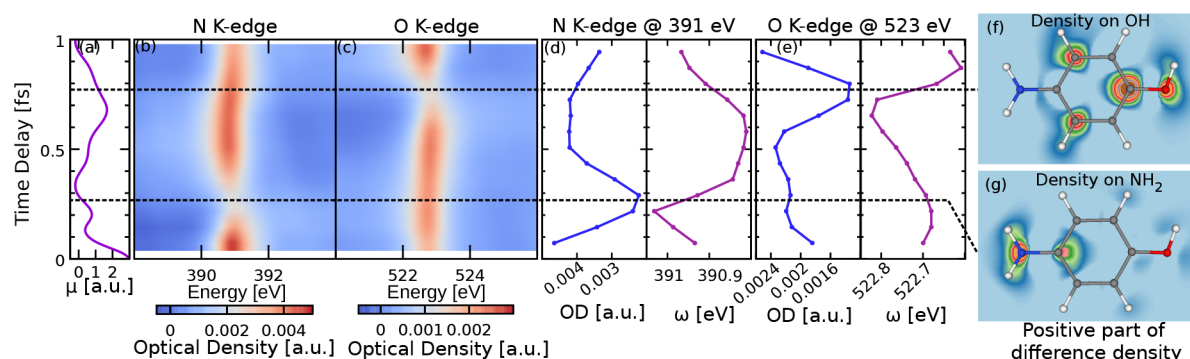 N K-edge
O K-edge
N K-edge @ 391 eV
O K-edge @ 523 eV
(a)
(b)
(c)
(d)
(e)
(f)
Density on OH
(g)
Density on NH2
Positive part of
difference density
Time Delay [fs]
1
0.5
0
0 1 2
μ [a.u.]
390 392
Energy [eV]
522 524
Energy [eV]
0 0.002 0.004
Optical Density [a.u.]
0 0.001 0.002
Optical Density [a.u.]
0.004 0.003
OD [a.u.]
391 390.9
ω [eV]
0.0024 0.002 0.0016
OD [a.u.]
522.8 522.7
ω [eV]